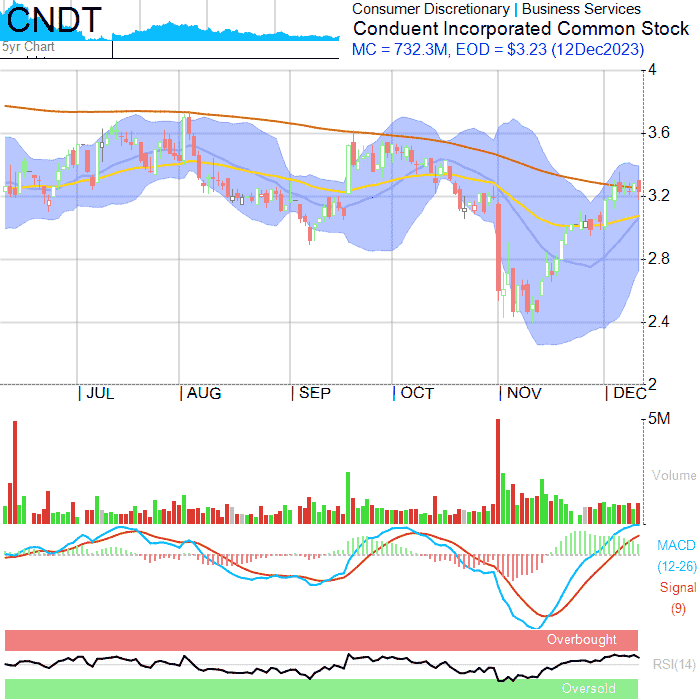 CNDT
5yr Chart
Consumer Discretionary | Business Services
Conduent Incorporated Common Stock
MC = 732.3M, EOD = $3.23 (12Dec2023)
4
3.6
3.2
2.8
2.4
2
JUL
AUG
SEP
OCT
NOV
DEC
5M
Volume
MACD
(12-26)
Signal
(9)
Overbought
RSI(14)
Oversold